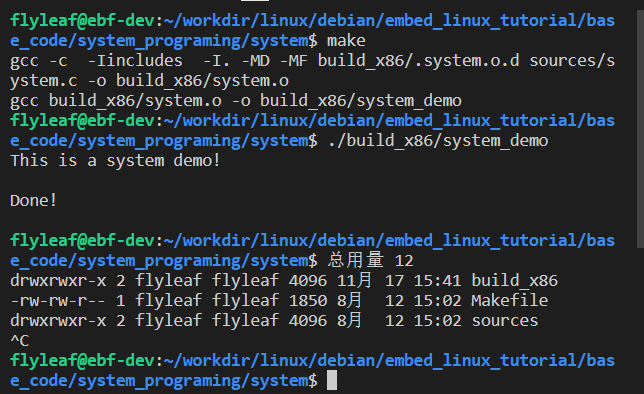 flyleaf@ebf-dev:~/workdir/linux/debian/embed_linux_tutorial/bas
e_code/system_programing/system$ make
gcc -c  -Iincludes  -I. -MD -MF build_x86/.system.o.d sources/s
ystem.c -o build_x86/system.o
gcc build_x86/system.o -o build_x86/system_demo
flyleaf@ebf-dev:~/workdir/linux/debian/embed_linux_tutorial/bas
e_code/system_programing/system$ ./build_x86/system_demo
This is a system demo!
Done!
flyleaf@ebf-dev:~/workdir/linux/debian/embed_linux_tutorial/bas
e_code/system_programing/system$ 总用量 12
drwxrwxr-x 2 flyleaf flyleaf 4096 11月 17 15:41 build_x86
-rw-rw-r-- 1 flyleaf flyleaf 1850 8月  12 15:02 Makefile
drwxrwxr-x 2 flyleaf flyleaf 4096 8月  12 15:02 sources
^C
flyleaf@ebf-dev:~/workdir/linux/debian/embed_linux_tutorial/bas
e_code/system_programing/system$